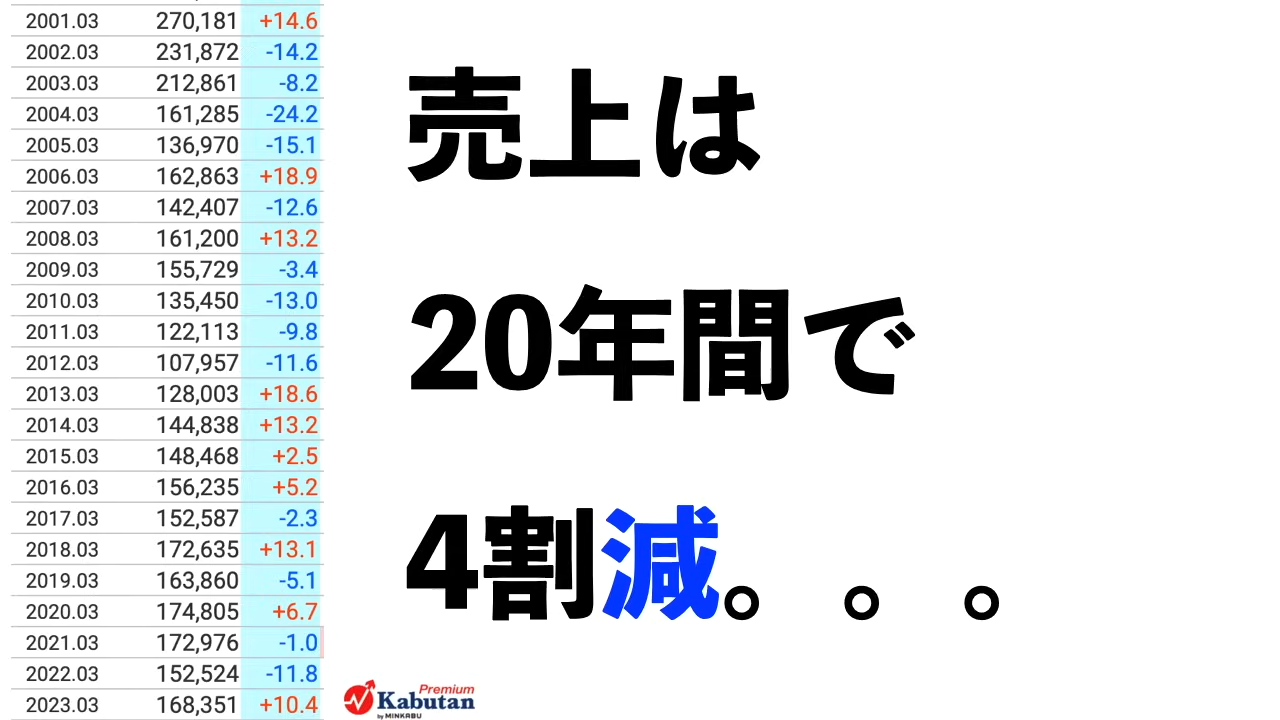 2001.03 270,181 +14.6
2002.03 231,872 -14.2
2003.03 212,861 -8.2
2004.03 161,285 -24.2
2005.03 136,970 -15.1
2006.03 162,863 +18.9
2007.03 142,407 -12.6
2008.03 161,200 +13.2
2009.03 155,729 -3.4
2010.03 135,450 -13.0
2011.03 122,113 -9.8
2012.03 107,957 -11.6
2013.03 128,003 +18.6
2014.03 144,838 +13.2
2015.03 148,468 +2.5
2016.03 156,235 +5.2
2017.03 152,587 -2.3
2018.03 172,635 +13.1
2019.03 163,860 -5.1
2020.03 174,805 +6.7
2021.03 172,976 -1.0
2022.03 152,524 -11.8
2023.03 168,351 +10.4
売上は
20年間で
4割減。。。
Premium
Kabutan
by MINKABU